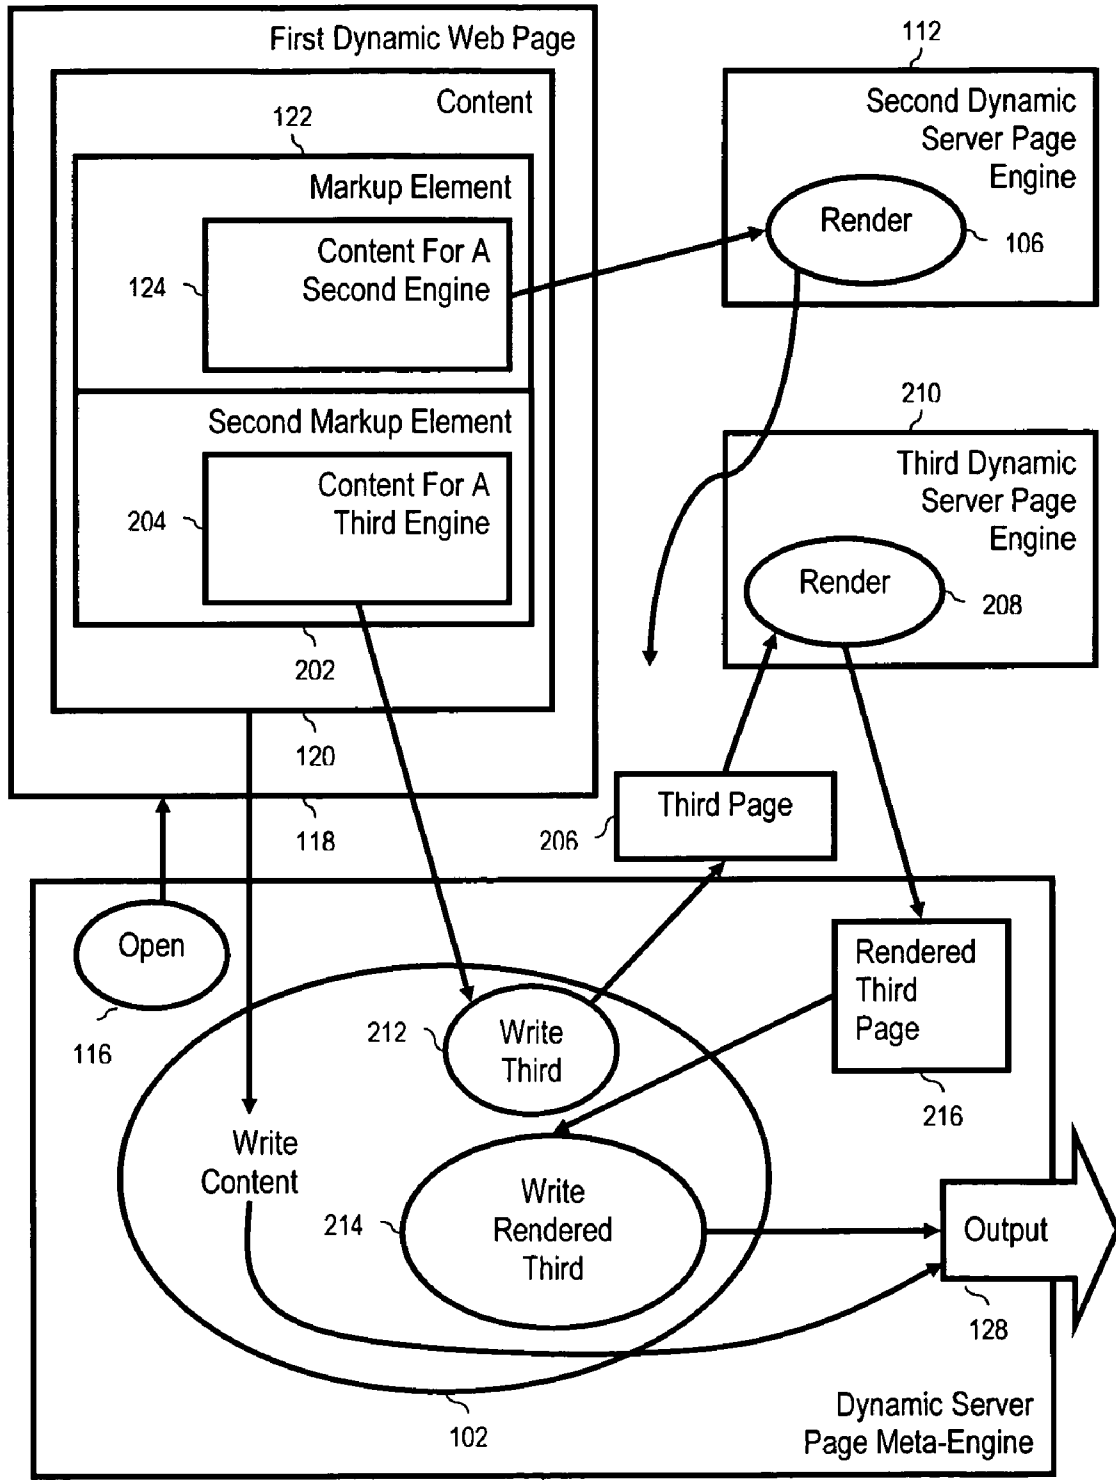 First Dynamic Web Page
Content
122
Markup Element
Content For A
Second Engine
124
Second Markup Element
Content For A
Third Engine
204
202
120
118
112
Second Dynamic
Server Page
Engine
Render
106
210
Third Dynamic
Server Page
Engine
Render
208
Third Page
206
Open
116
Write
Third
212
Rendered
Third
Page
216
Write
Content
Write
Rendered
Third
214
Output
128
102
Dynamic Server
Page Meta-Engine